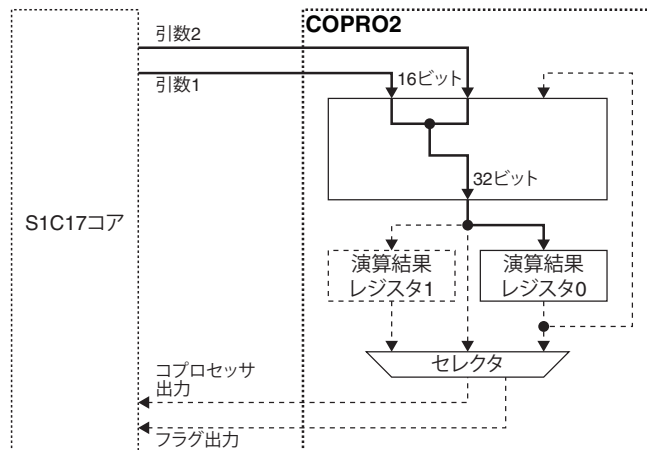 COPRO2
引数2
引数1
16ビット
32ビット
S1C17コア
演算結果
レジスタ1
演算結果
レジスタ0
セレクタ
コプロセッサ
出力
フラグ出力